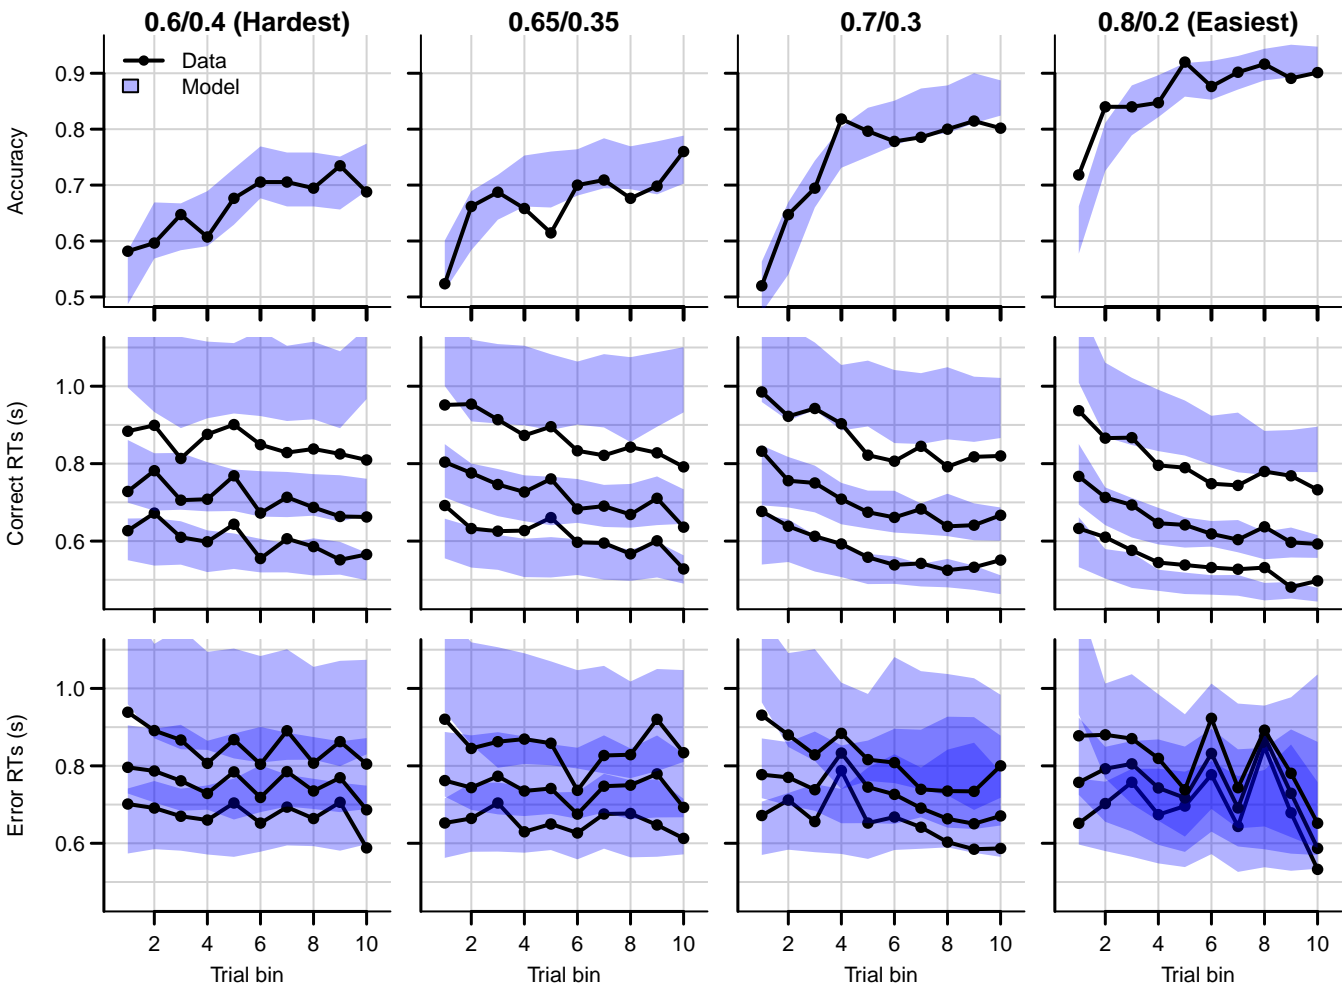 0.6/0.4 (Hardest) 0.65/0.35 0.7/0.3 0.8/0.2 (Easiest)
Data
Model
Accuracy
0.9
0.8
0.7
0.6
0.5
2 4 6 8 10 2 4 6 8 10 2 4 6 8 10 2 4 6 8 10
Correct RTs (s)
1.0
0.8
0.6
Error RTs (s)
1.0
0.8
0.6
Trial bin Trial bin Trial bin Trial bin